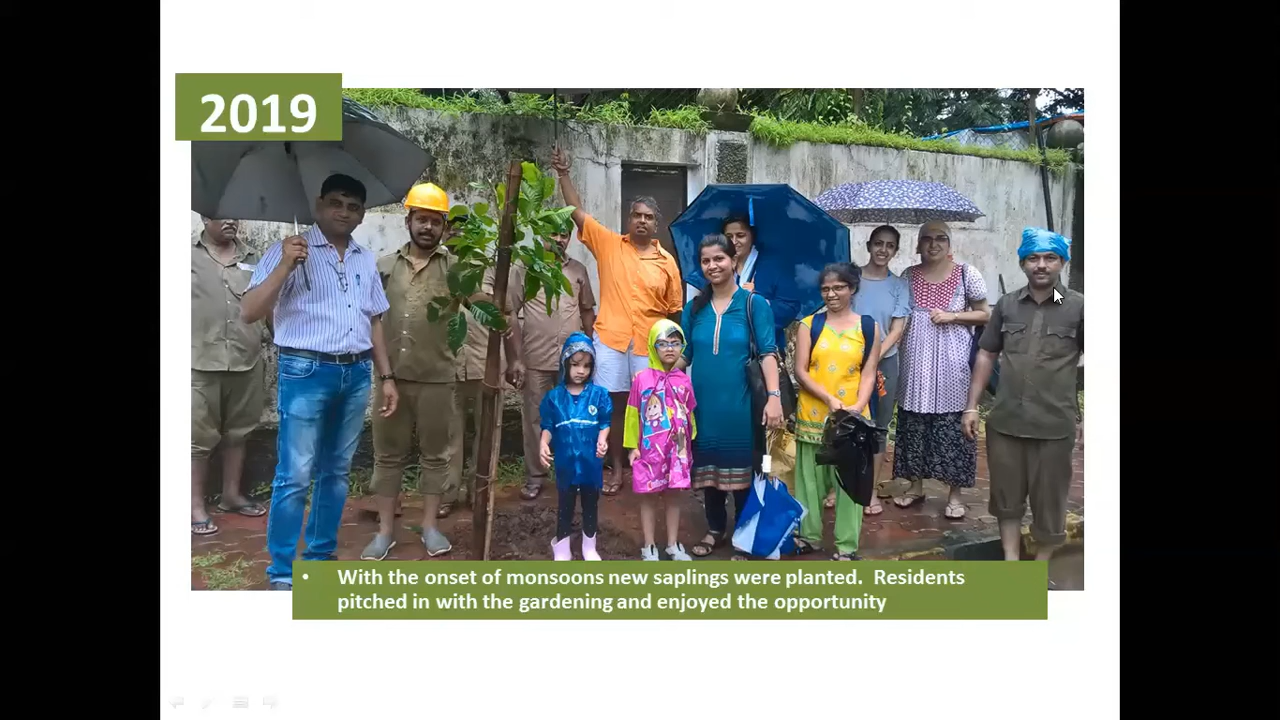 2019
• With the onset of monsoons new saplings were planted.  Residents
pitched in with the gardening and enjoyed the opportunity